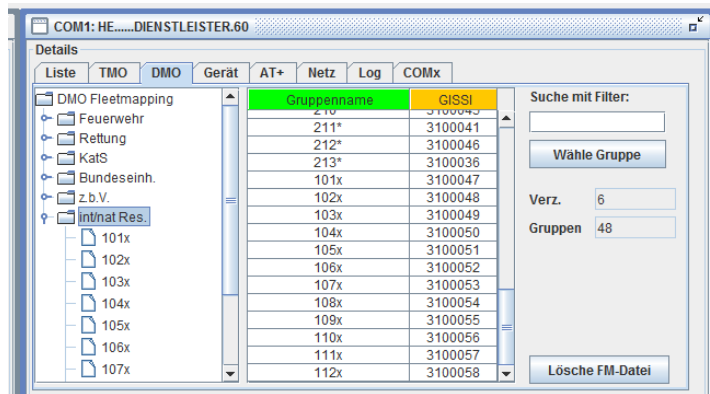 COM1: HE......DIENSTLEISTER.60
Details
Liste TMO DMO Gerät AT+ Netz Log COMx
DMO Fleetmapping
Feuerwehr
Rettung
KatS
Bundeseinh.
z.b.V.
int/nat Res.
101x
102x
103x
104x
105x
106x
107x
Gruppenname GISSI
210* 3100045
211* 3100041
212* 3100046
213* 3100036
101x 3100047
102x 3100048
103x 3100049
104x 3100050
105x 3100051
106x 3100052
107x 3100053
108x 3100054
109x 3100055
110x 3100056
111x 3100057
112x 3100058
Suche mit Filter:
Wähle Gruppe
Verz. 6
Gruppen 48
Lösche FM-Datei